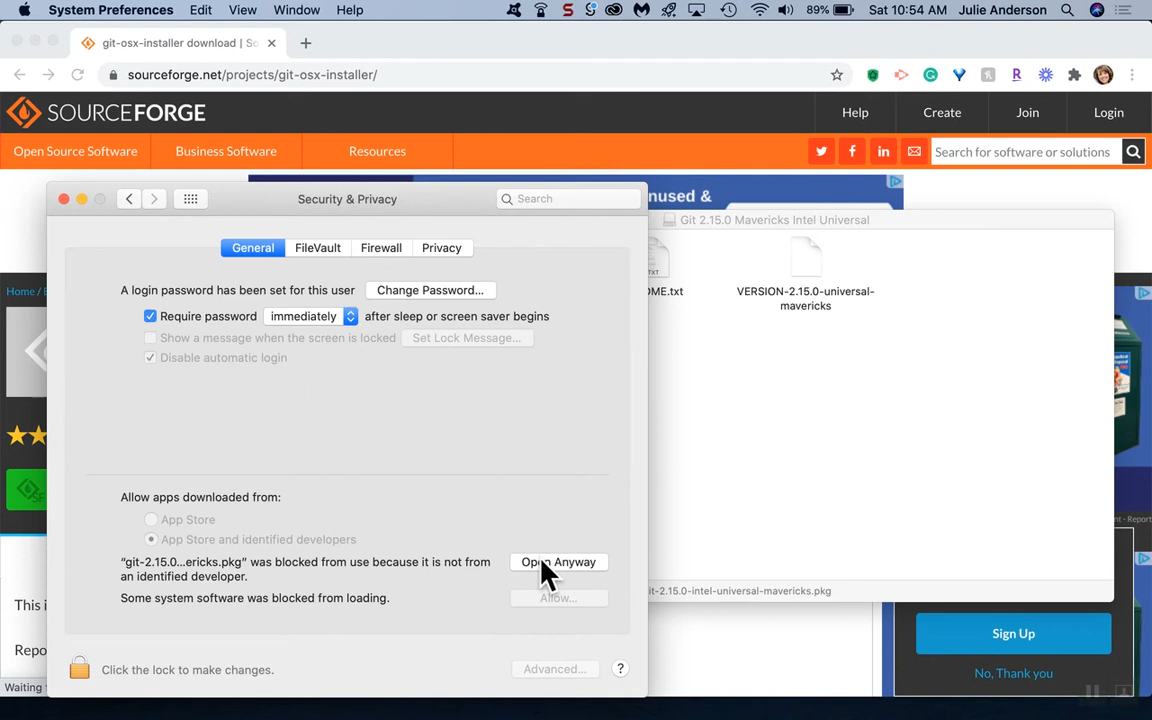 System Preferences Edit View Window Help 89% Sat 10:54 AM Julie Anderson
git-osx-installer download | So
sourceforge.net/projects/git-osx-installer/
SOURCEFORGE Help Create Join Login
Open Source Software Business Software Resources Search for software or solutions
nused &
Security & Privacy Search
Git 2.15.0 Mavericks Intel Universal
General FileVault Firewall Privacy
TXT
A login password has been set for this user Change Password...
OME.txt VERSION-2.15.0-universal-
mavericks
Home /
Require password immediately after sleep or screen saver begins
Show a message when the screen is locked Set Lock Message...
Disable automatic login
Allow apps downloaded from:
App Store
App Store and identified developers
"git-2.15.0...ericks.pkg" was blocked from use because it is not from
an identified developer.
Open Anyway
Some system software was blocked from loading. Allow...
it-2.15.0-intel-universal-mavericks.pkg
This i
Repo
Report
Sign Up
No, Thank you
Click the lock to make changes. Advanced... ?
Waiting